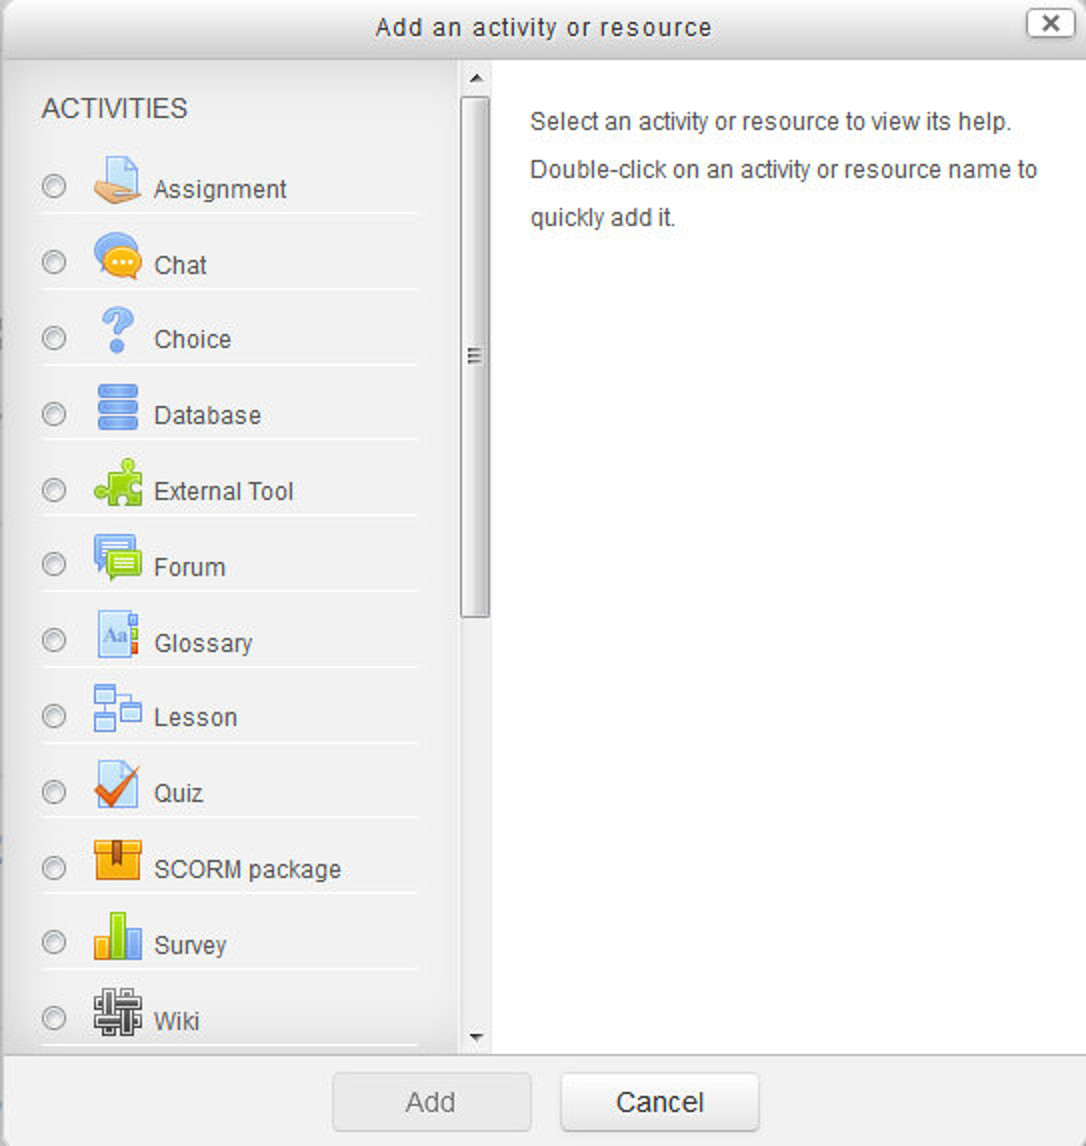 Add an activity or resource
ACTIVITIES
Assignment
Chat
Choice
Database
External Tool
Forum
Aa
Glossary
Lesson
Quiz
SCORM package
Survey
Wiki
Select an activity or resource to view its help.
Double-click on an activity or resource name to
quickly add it.
Add
Cancel